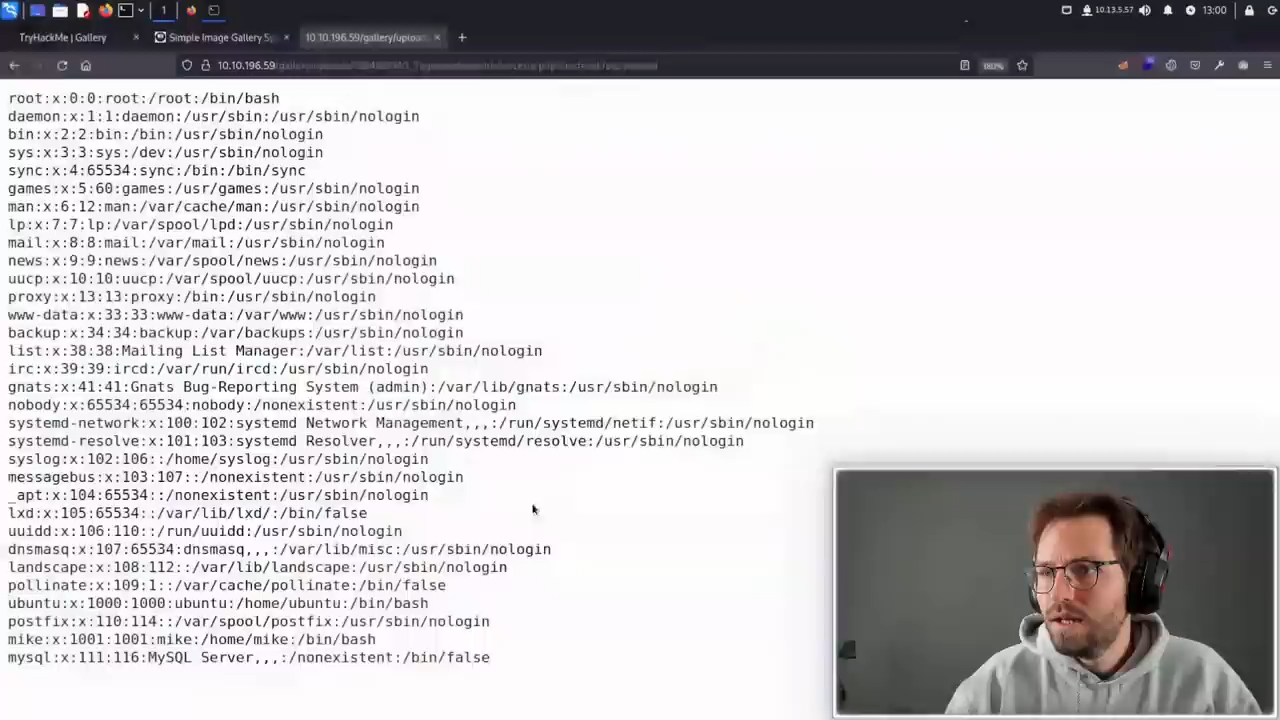 1
10.13.5.57
13:00
TryHackMe | Gallery
Simple Image Gallery Sy
10.10.196.59/gallery/uploa
10.10.196.59
180%
root:x:0:0:root:/root:/bin/bash
daemon:x:1:1:daemon:/usr/sbin:/usr/sbin/nologin
bin:x:2:2:bin:/bin:/usr/sbin/nologin
sys:x:3:3:sys:/dev:/usr/sbin/nologin
sync:x:4:65534:sync:/bin:/bin/sync
games:x:5:60:games:/usr/games:/usr/sbin/nologin
man:x:6:12:man:/var/cache/man:/usr/sbin/nologin
lp:x:7:7:lp:/var/spool/lpd:/usr/sbin/nologin
mail:x:8:8:mail:/var/mail:/usr/sbin/nologin
news:x:9:9:news:/var/spool/news:/usr/sbin/nologin
uucp:x:10:10:uucp:/var/spool/uucp:/usr/sbin/nologin
proxy:x:13:13:proxy:/bin:/usr/sbin/nologin
www-data:x:33:33:www-data:/var/www:/usr/sbin/nologin
backup:x:34:34:backup:/var/backups:/usr/sbin/nologin
list:x:38:38:Mailing List Manager:/var/list:/usr/sbin/nologin
irc:x:39:39:ircd:/var/run/ircd:/usr/sbin/nologin
gnats:x:41:41:Gnats Bug-Reporting System (admin):/var/lib/gnats:/usr/sbin/nologin
nobody:x:65534:65534:nobody:/nonexistent:/usr/sbin/nologin
systemd-network:x:100:102:systemd Network Management,,,:/run/systemd/netif:/usr/sbin/nologin
systemd-resolve:x:101:103:systemd Resolver,,,:/run/systemd/resolve:/usr/sbin/nologin
syslog:x:102:106::/home/syslog:/usr/sbin/nologin
messagebus:x:103:107::/nonexistent:/usr/sbin/nologin
_apt:x:104:65534::/nonexistent:/usr/sbin/nologin
lxd:x:105:65534::/var/lib/lxd/:/bin/false
uuidd:x:106:110::/run/uuidd:/usr/sbin/nologin
dnsmasq:x:107:65534:dnsmasq,,,:/var/lib/misc:/usr/sbin/nologin
landscape:x:108:112::/var/lib/landscape:/usr/sbin/nologin
pollinate:x:109:1::/var/cache/pollinate:/bin/false
ubuntu:x:1000:1000:ubuntu:/home/ubuntu:/bin/bash
postfix:x:110:114::/var/spool/postfix:/usr/sbin/nologin
mike:x:1001:1001:mike:/home/mike:/bin/bash
mysql:x:111:116:MySQL Server,,,:/nonexistent:/bin/false